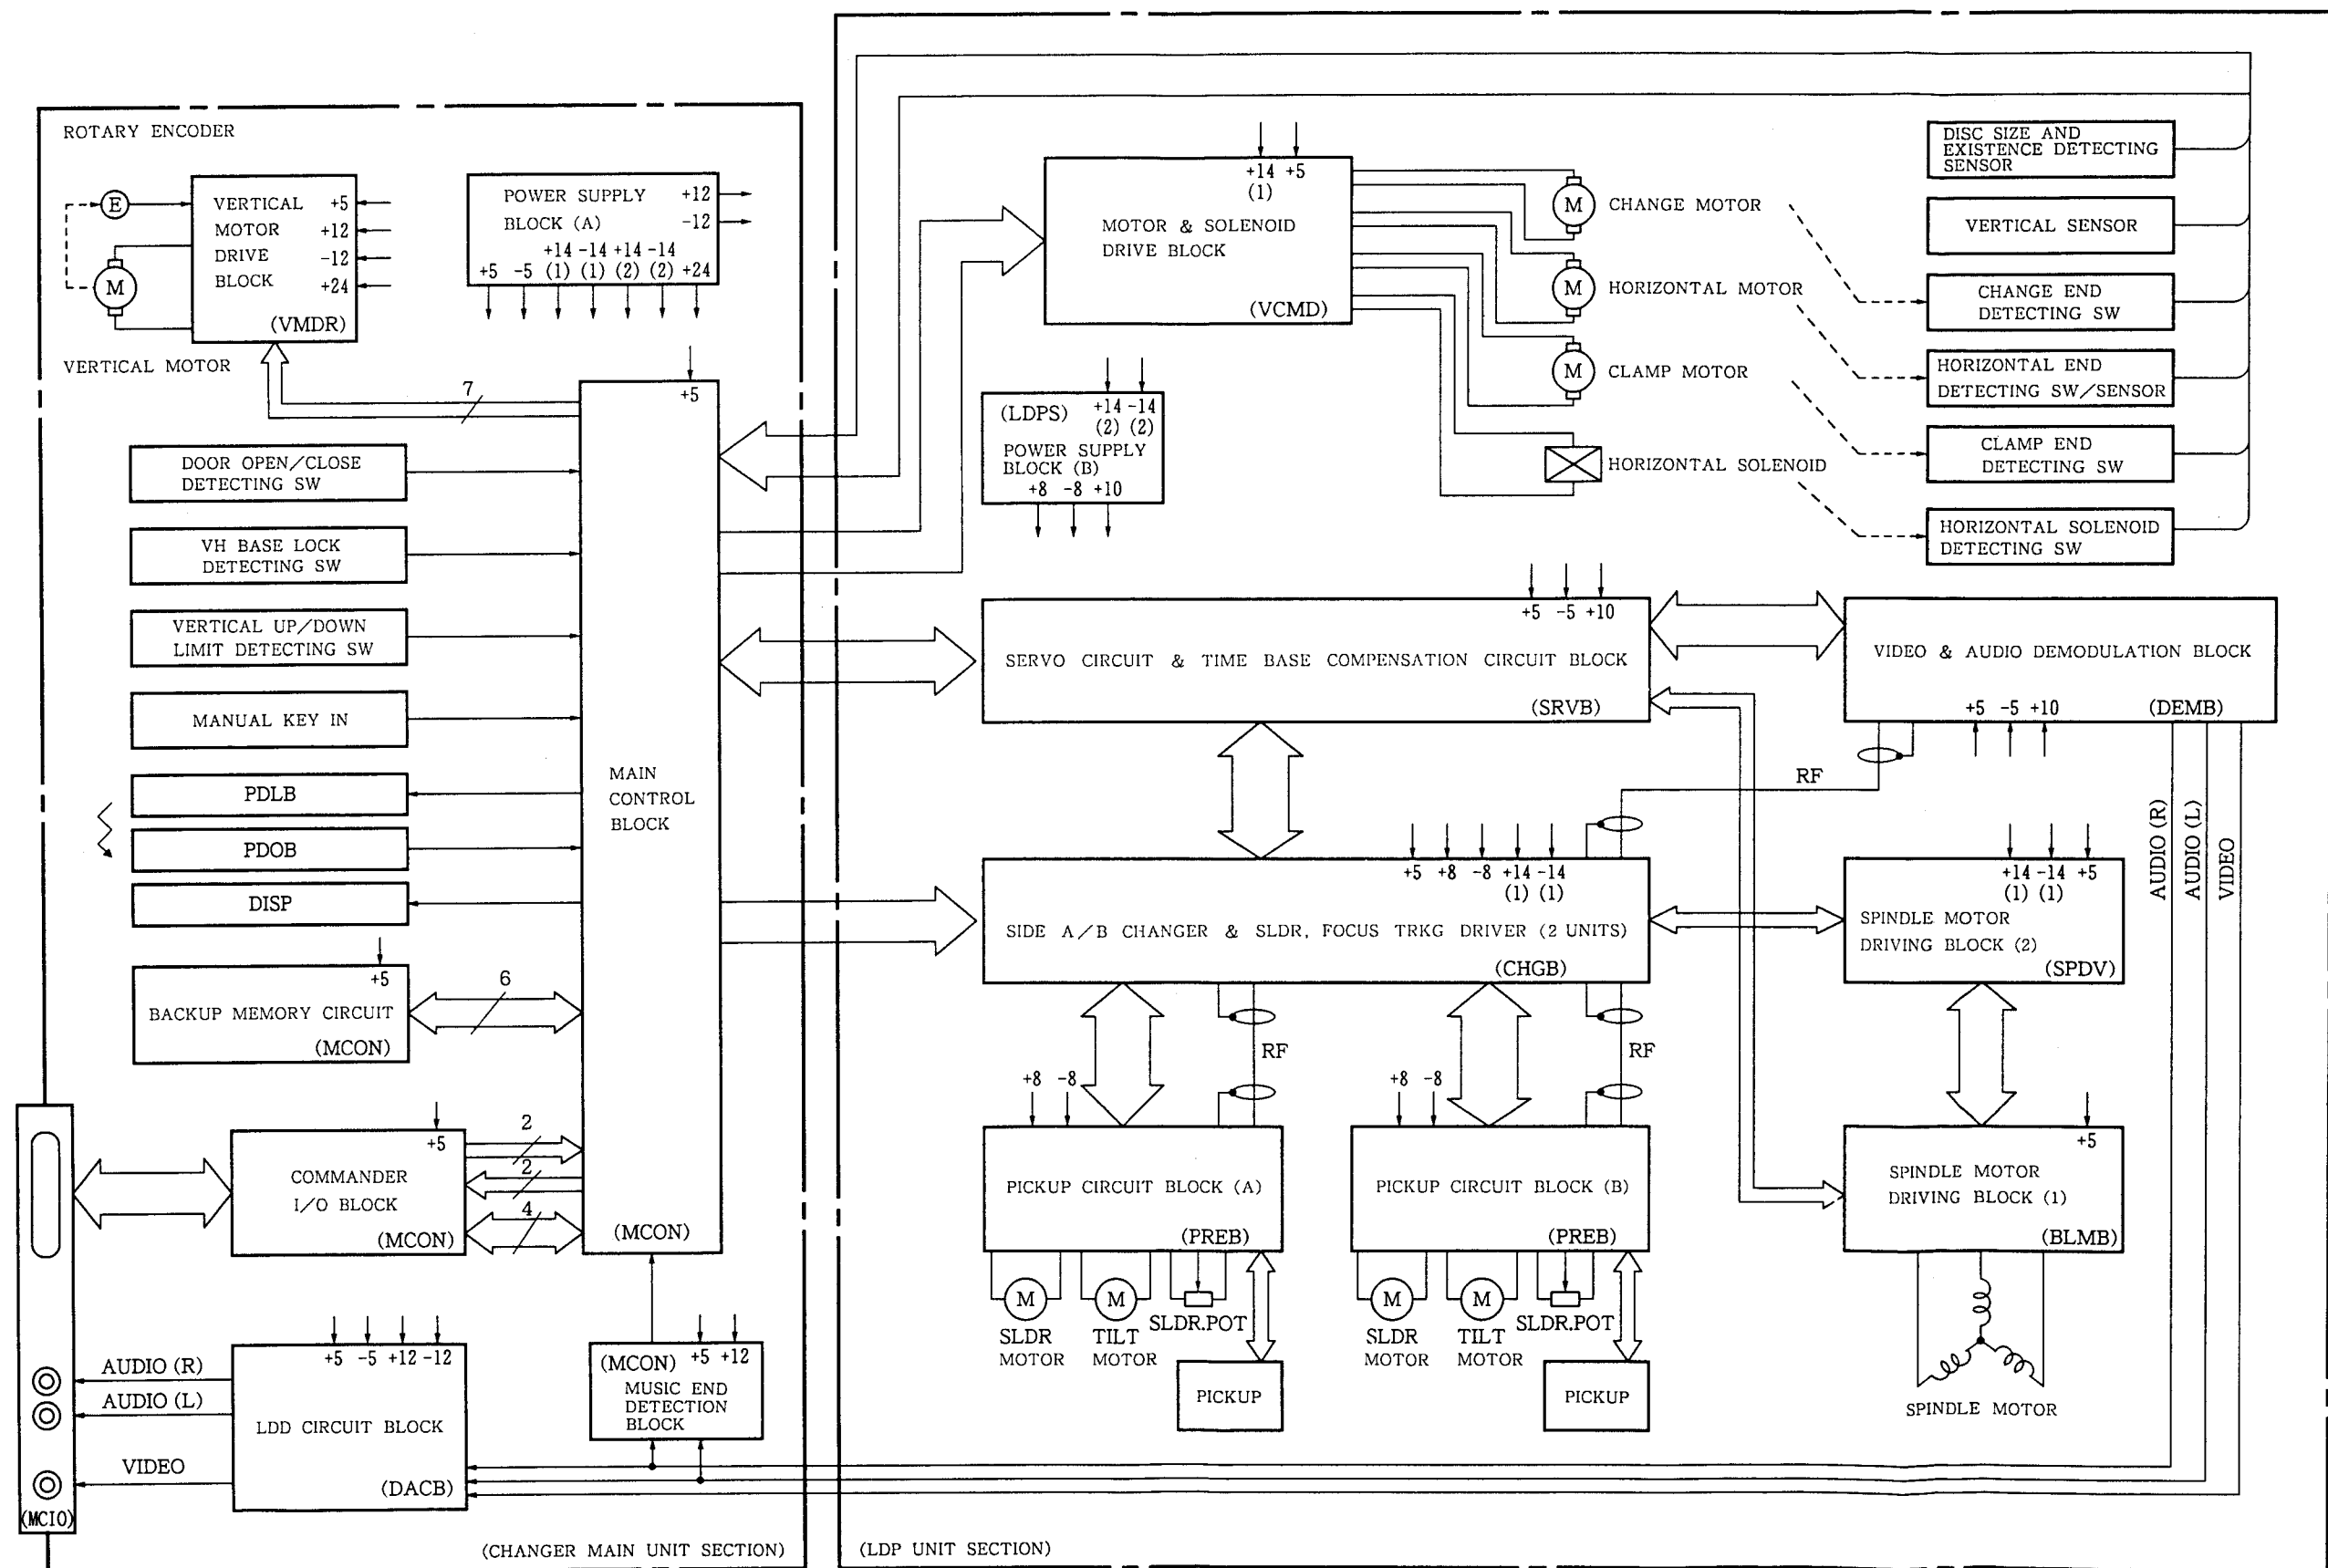 ROTARY ENCODER
E
M
VERTICAL +5
MOTOR +12
DRIVE -12
BLOCK +24
(VMDR)
VERTICAL MOTOR
POWER SUPPLY +12
BLOCK (A) -12
+14 -14 +14 -14
+5 -5 (1) (1) (2) (2) +24
7
+5
MAIN
CONTROL
BLOCK
(MCON)
DOOR OPEN/CLOSE
DETECTING SW
VH BASE LOCK
DETECTING SW
VERTICAL UP/DOWN
LIMIT DETECTING SW
MANUAL KEY IN
PDLB
PDOB
DISP
+5
BACKUP MEMORY CIRCUIT
(MCON)
6
+5
COMMANDER
I/O BLOCK
(MCON)
2
2
4
+5 -5 +12 -12
LDD CIRCUIT BLOCK
(DACB)
AUDIO (R)
AUDIO (L)
VIDEO
(MCIO)
(MCON) +5 +12
MUSIC END
DETECTION
BLOCK
(CHANGER MAIN UNIT SECTION)
+14 +5
(1)
MOTOR & SOLENOID
DRIVE BLOCK
(VCMD)
M CHANGE MOTOR
M HORIZONTAL MOTOR
M CLAMP MOTOR
HORIZONTAL SOLENOID
DISC SIZE AND
EXISTENCE DETECTING
SENSOR
VERTICAL SENSOR
CHANGE END
DETECTING SW
HORIZONTAL END
DETECTING SW/SENSOR
CLAMP END
DETECTING SW
HORIZONTAL SOLENOID
DETECTING SW
(LDPS) +14 -14
(2) (2)
POWER SUPPLY
BLOCK (B)
+8 -8 +10
+5 -5 +10
SERVO CIRCUIT & TIME BASE COMPENSATION CIRCUIT BLOCK
(SRVB)
VIDEO & AUDIO DEMODULATION BLOCK
+5 -5 +10 (DEMB)
RF
AUDIO (R)
AUDIO (L)
VIDEO
+5 +8 -8 +14 -14
(1) (1)
SIDE A/B CHANGER & SLDR, FOCUS TRKG DRIVER (2 UNITS)
(CHGB)
+14 -14 +5
(1) (1)
SPINDLE MOTOR
DRIVING BLOCK (2)
(SPDV)
RF
RF
+8 -8
PICKUP CIRCUIT BLOCK (A)
(PREB)
M
M
SLDR
MOTOR
TILT
MOTOR
SLDR.POT
PICKUP
+8 -8
PICKUP CIRCUIT BLOCK (B)
(PREB)
M
M
SLDR
MOTOR
TILT
MOTOR
SLDR.POT
PICKUP
+5
SPINDLE MOTOR
DRIVING BLOCK (1)
(BLMB)
SPINDLE MOTOR
(LDP UNIT SECTION)